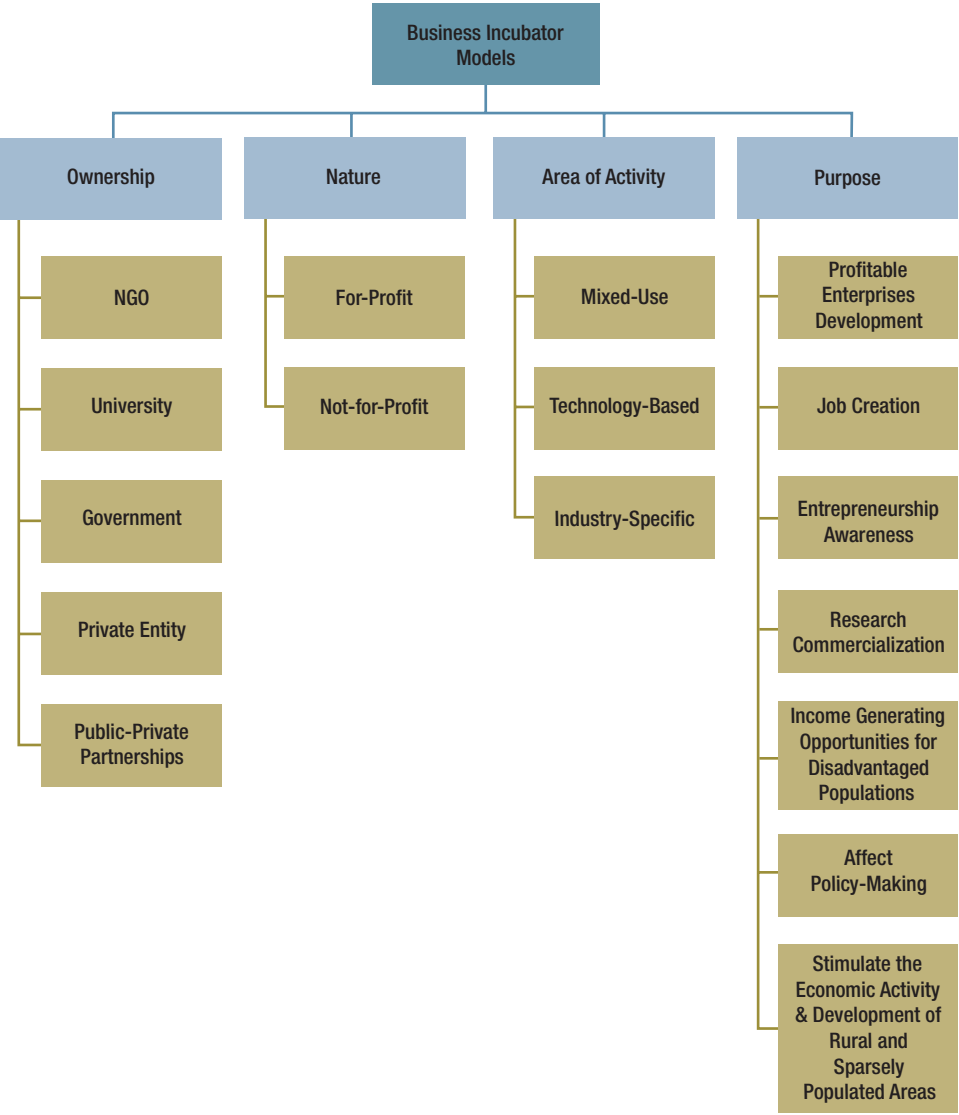 Business Incubator
Models
Ownership
Nature
Area of Activity
Purpose
NGO
University
Government
Private Entity
Public-Private
Partnerships
For-Profit
Not-for-Profit
Mixed-Use
Technology-Based
Industry-Specific
Profitable
Enterprises
Development
Job Creation
Entrepreneurship
Awareness
Research
Commercialization
Income Generating
Opportunities for
Disadvantaged
Populations
Affect
Policy-Making
Stimulate the
Economic Activity
& Development of
Rural and
Sparsely
Populated Areas